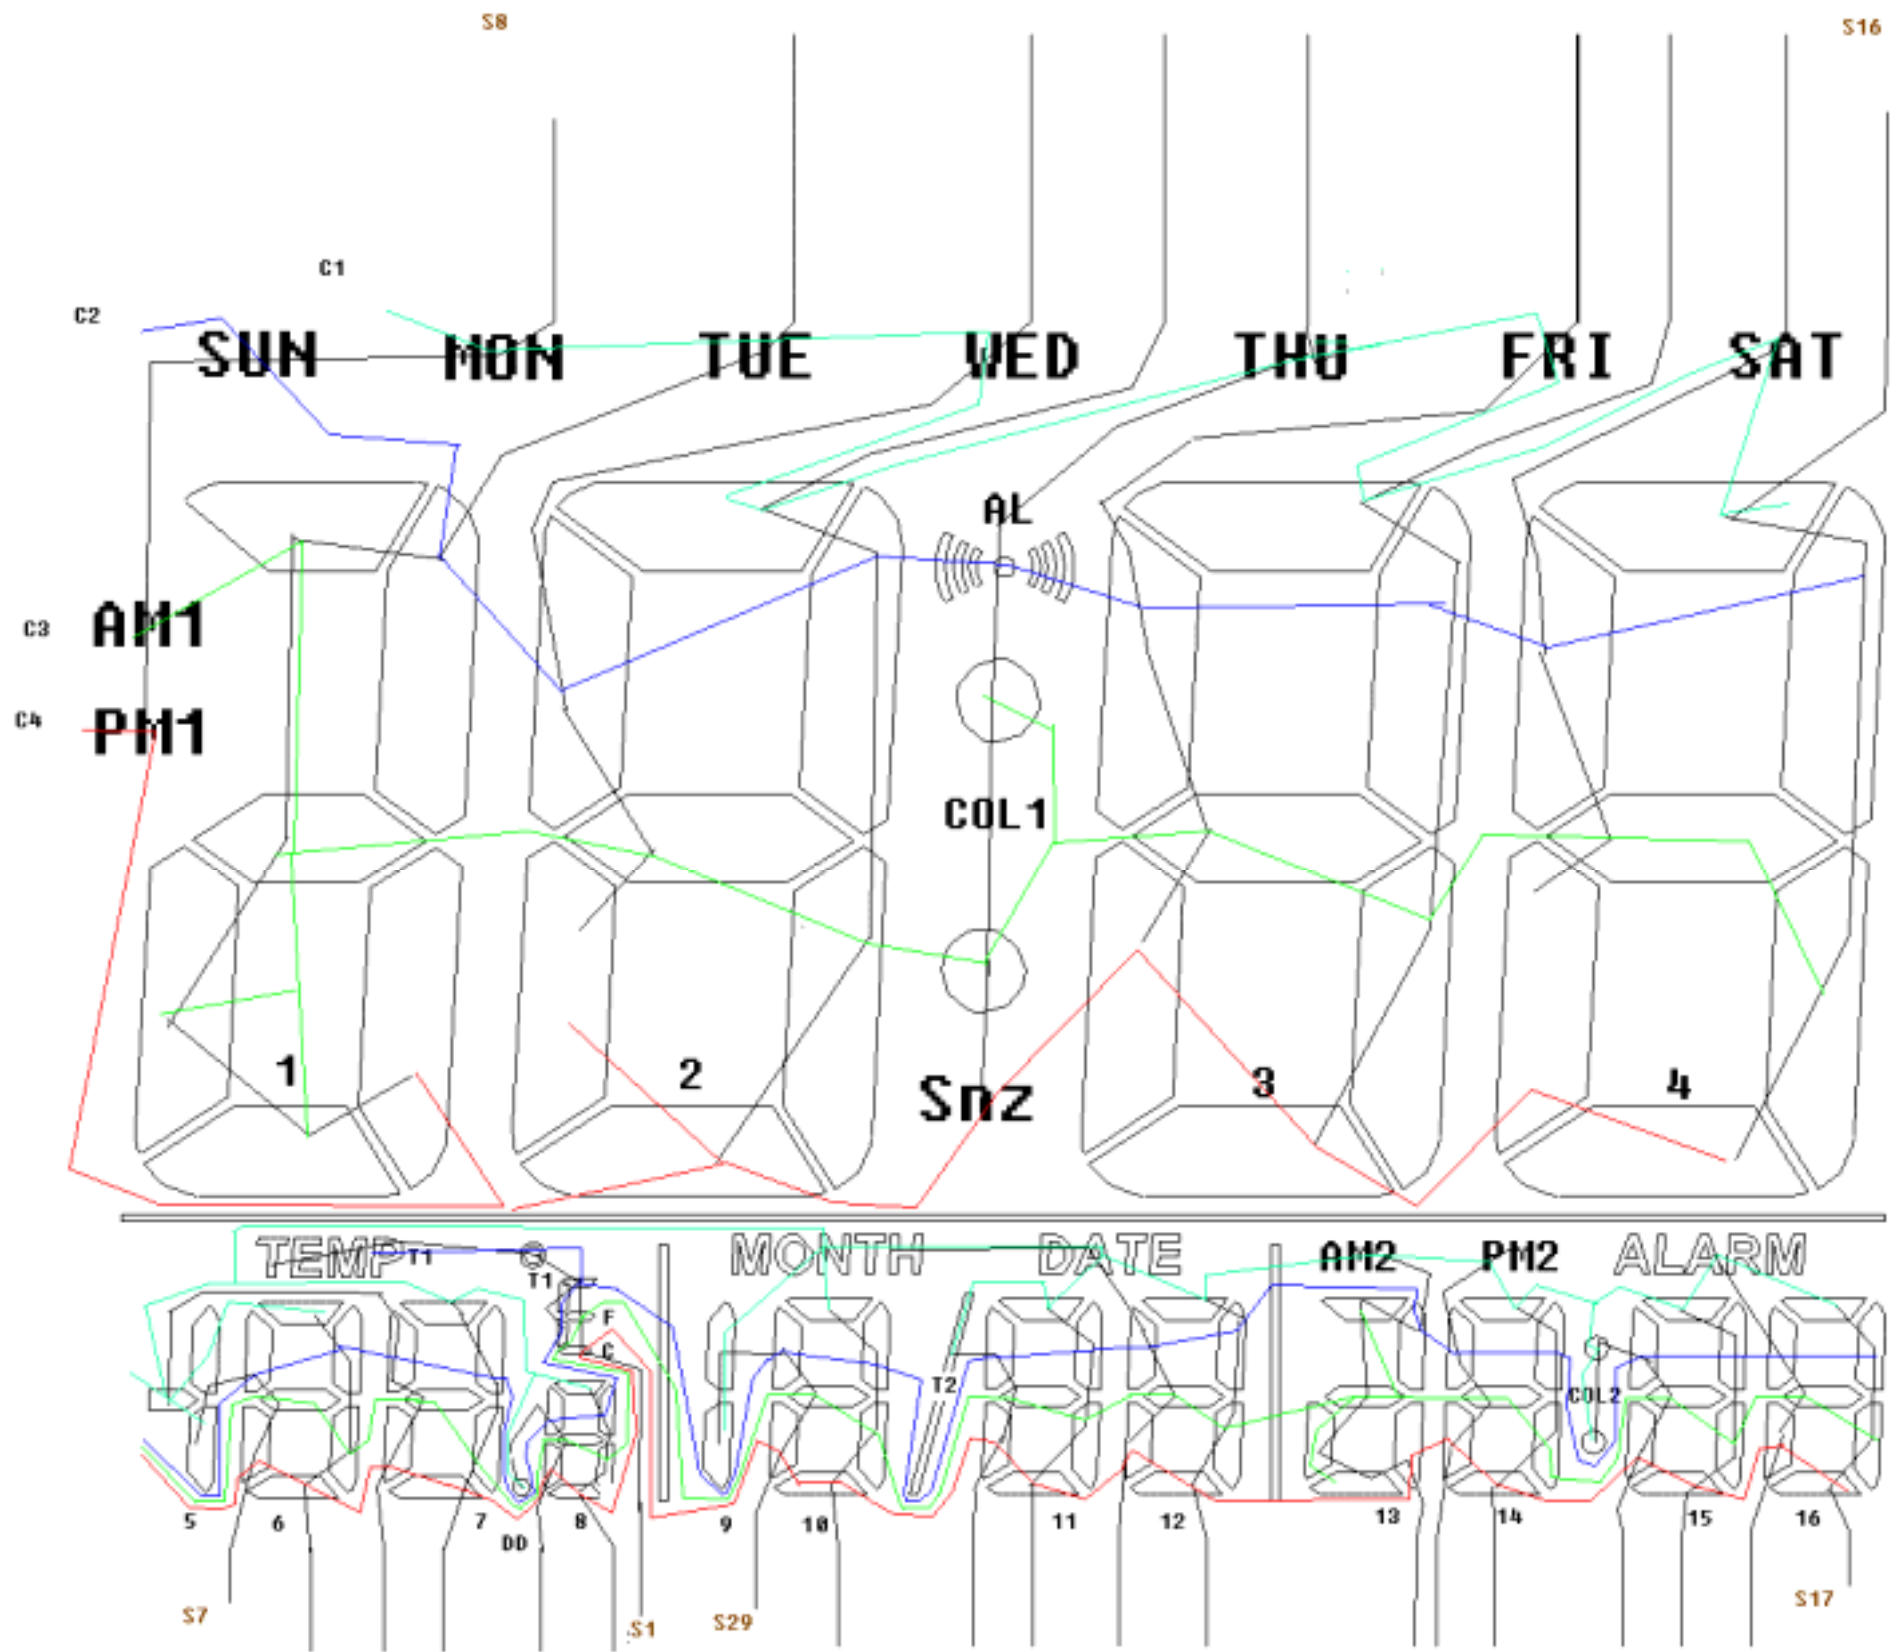 S8 S16
C1
C2
SUN MON TUE WED THU FRI SAT
AL
C3 AM1
C4 PM1
COL1
1 2 Snz 3 4
TEMP T1 MONTH DATE AM2 PM2 ALARM
T1
F
C
T2 COL2
5 6 7 8 9 10 11 12 13 14 15 16
DD
S7 S1 S29 S17